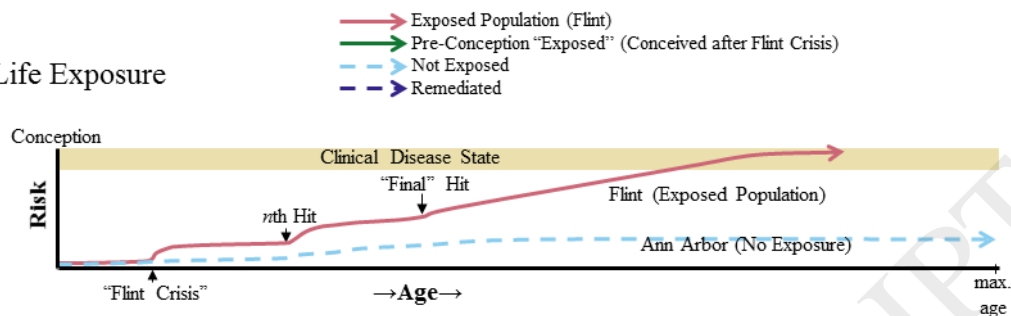 Exposed Population (Flint)
Pre-Conception “Exposed” (Conceived after Flint Crisis)
Not Exposed
Remediated
Life Exposure
Conception
Clinical Disease State
“Final” Hit
nth Hit
Flint (Exposed Population)
Risk
Ann Arbor (No Exposure)
“Flint Crisis”
→Age→
max.
age